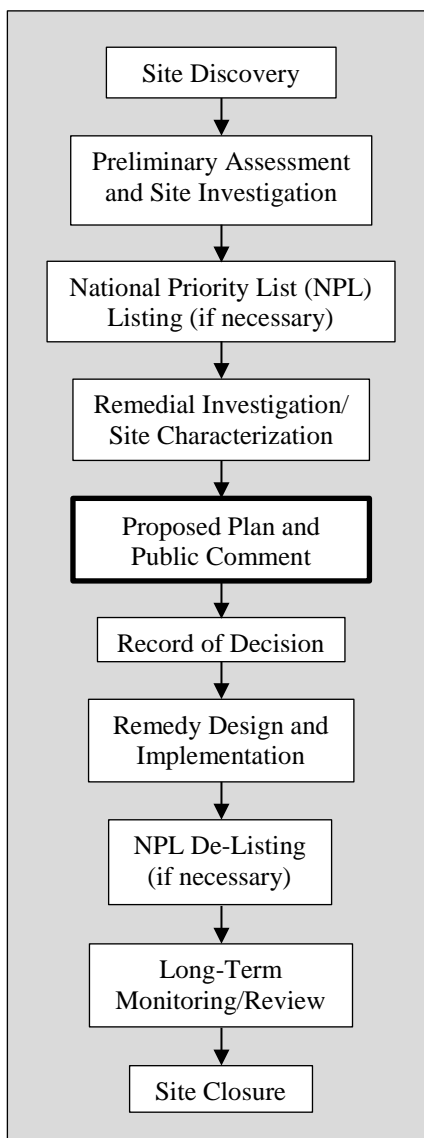 Site Discovery
Preliminary Assessment
and Site Investigation
National Priority List (NPL)
Listing (if necessary)
Remedial Investigation/
Site Characterization
Proposed Plan and
Public Comment
Record of Decision
Remedy Design and
Implementation
NPL De-Listing
(if necessary)
Long-Term
Monitoring/Review
Site Closure